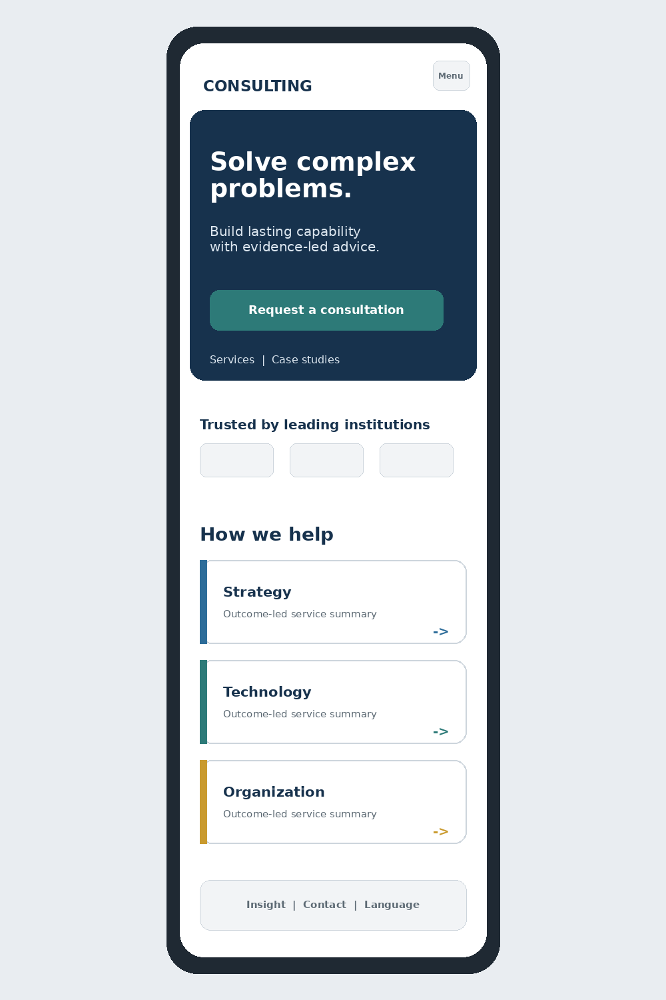 CONSULTING
Menu
Solve complex
problems.
Build lasting capability
with evidence-led advice.
Request a consultation
Services | Case studies
Trusted by leading institutions
How we help
Strategy
Outcome-led service summary
->
Technology
Outcome-led service summary
->
Organization
Outcome-led service summary
->
Insight | Contact | Language